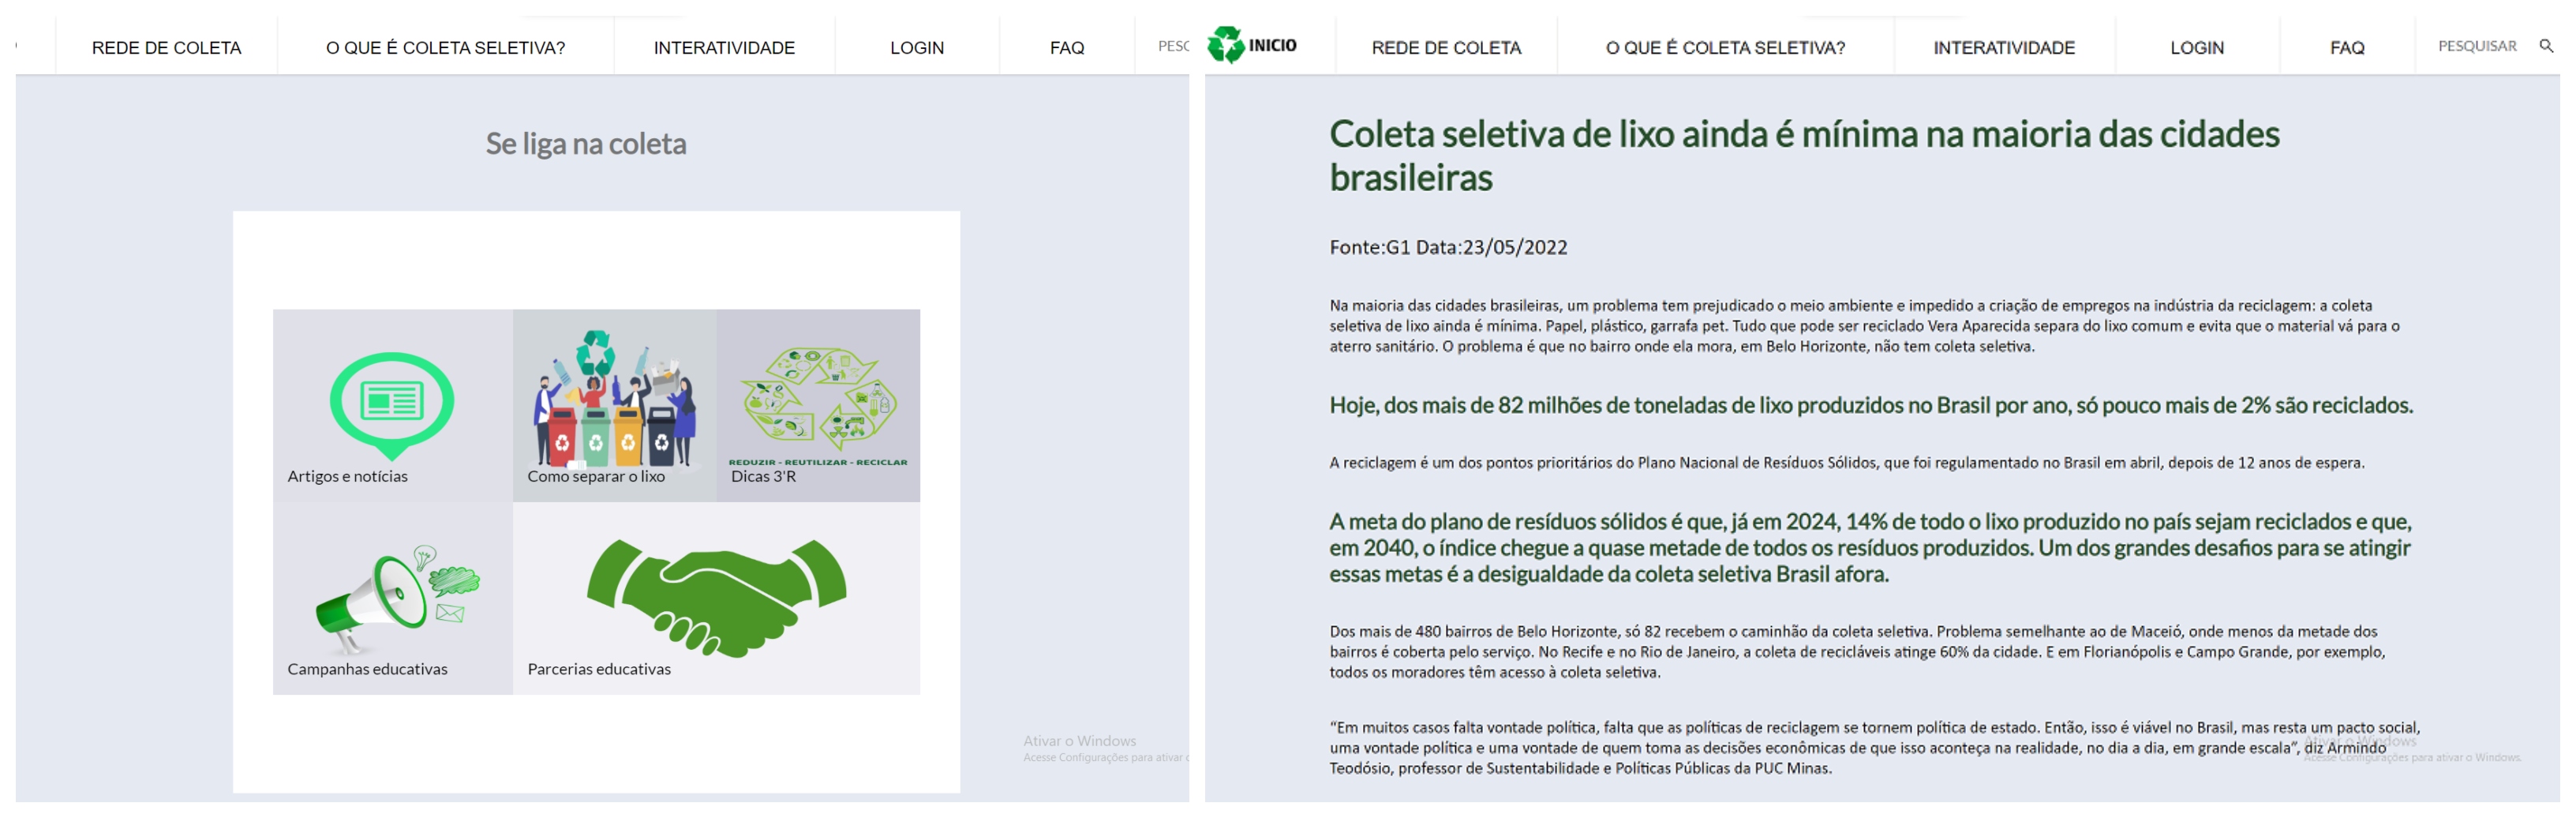 REDE DE COLETA
O QUE É COLETA SELETIVA?
INTERATIVIDADE
LOGIN
FAQ
PESC
Se liga na coleta
Artigos e notícias
Como separar o lixo
REDUZIR - REUTILIZAR - RECICLAR
Dicas 3'R
Campanhas educativas
Parcerias educativas
Ativar o Windows
Acesse Configurações para ativar
INICIO
REDE DE COLETA
O QUE É COLETA SELETIVA?
INTERATIVIDADE
LOGIN
FAQ
PESQUISAR
Coleta seletiva de lixo ainda é mínima na maioria das cidades
brasileiras
Fonte:G1 Data:23/05/2022
Na maioria das cidades brasileiras, um problema tem prejudicado o meio ambiente e impedido a criação de empregos na indústria da reciclagem: a coleta
seletiva de lixo ainda é mínima. Papel, plástico, garrafa pet. Tudo que pode ser reciclado Vera Aparecida separa do lixo comum e evita que o material vá para o
aterro sanitário. O problema é que no bairro onde ela mora, em Belo Horizonte, não tem coleta seletiva.
Hoje, dos mais de 82 milhões de toneladas de lixo produzidos no Brasil por ano, só pouco mais de 2% são reciclados.
A reciclagem é um dos pontos prioritários do Plano Nacional de Resíduos Sólidos, que foi regulamentado no Brasil em abril, depois de 12 anos de espera.
A meta do plano de resíduos sólidos é que, já em 2024, 14% de todo o lixo produzido no país sejam reciclados e que,
em 2040, o índice chegue a quase metade de todos os resíduos produzidos. Um dos grandes desafios para se atingir
essas metas é a desigualdade da coleta seletiva Brasil afora.
Dos mais de 480 bairros de Belo Horizonte, só 82 recebem o caminhão da coleta seletiva. Problema semelhante ao de Maceió, onde menos da metade dos
bairros é coberta pelo serviço. No Recife e no Rio de Janeiro, a coleta de recicláveis atinge 60% da cidade. E em Florianópolis e Campo Grande, por exemplo,
todos os moradores têm acesso à coleta seletiva.
“Em muitos casos falta vontade política, falta que as políticas de reciclagem se tornem política de estado. Então, isso é viável no Brasil, mas resta um pacto social,
uma vontade política e uma vontade de quem toma as decisões econômicas de que isso aconteça na realidade, no dia a dia, em grande escala”, diz Armindo
Teodósio, professor de Sustentabilidade e Políticas Públicas da PUC Minas.
Ativar o Windows
Acesse Configurações para ativar o Windows.